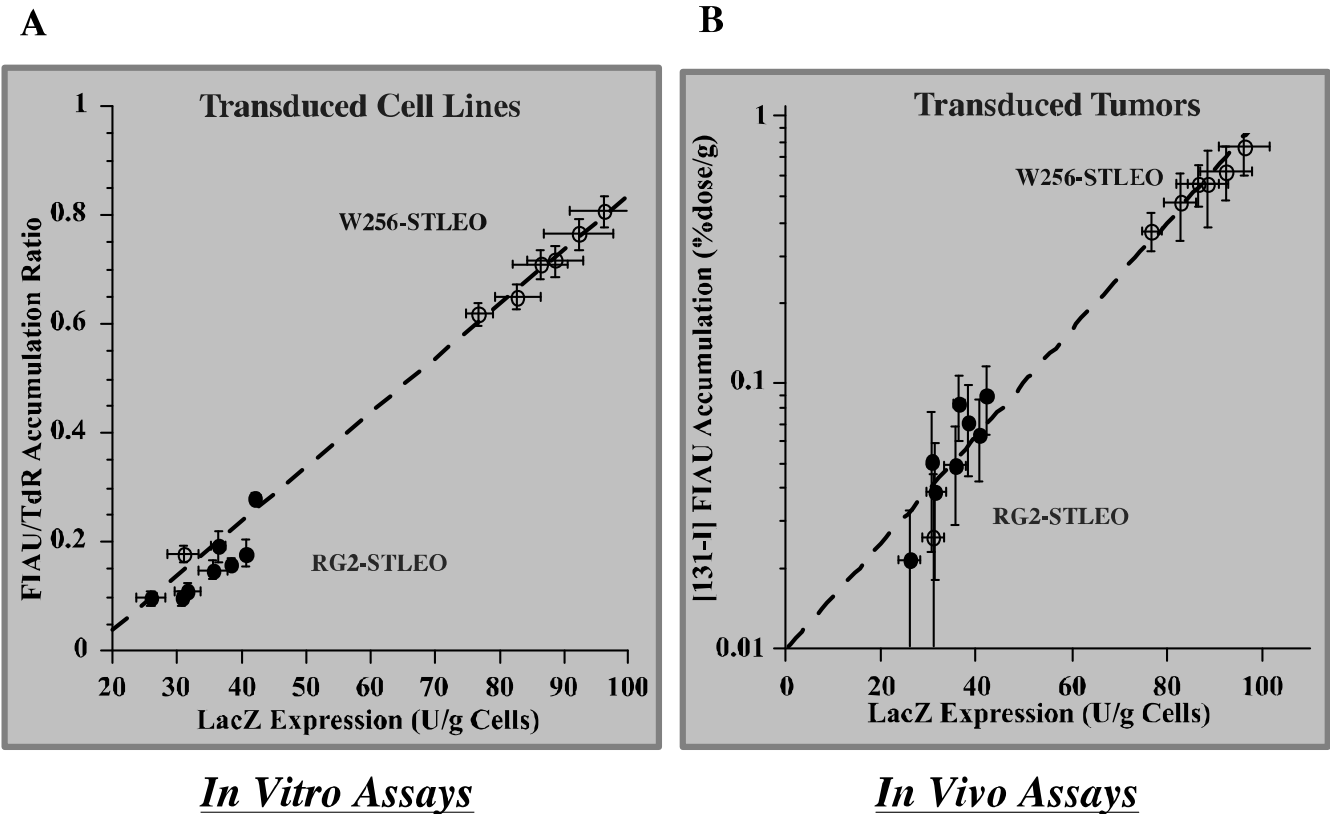 A
B
Transduced Cell Lines
FIAU/TdR Accumulation Ratio
1
0.8
0.6
0.4
0.2
0
W256-STLEO
RG2-STLEO
20 30 40 50 60 70 80 90 100
LacZ Expression (U/g Cells)
In Vitro Assays
Transduced Tumors
[131-I] FIAU Accumulation (%dose/g)
1
0.1
0.01
W256-STLEO
RG2-STLEO
0 20 40 60 80 100
LacZ Expression (U/g Cells)
In Vivo Assays